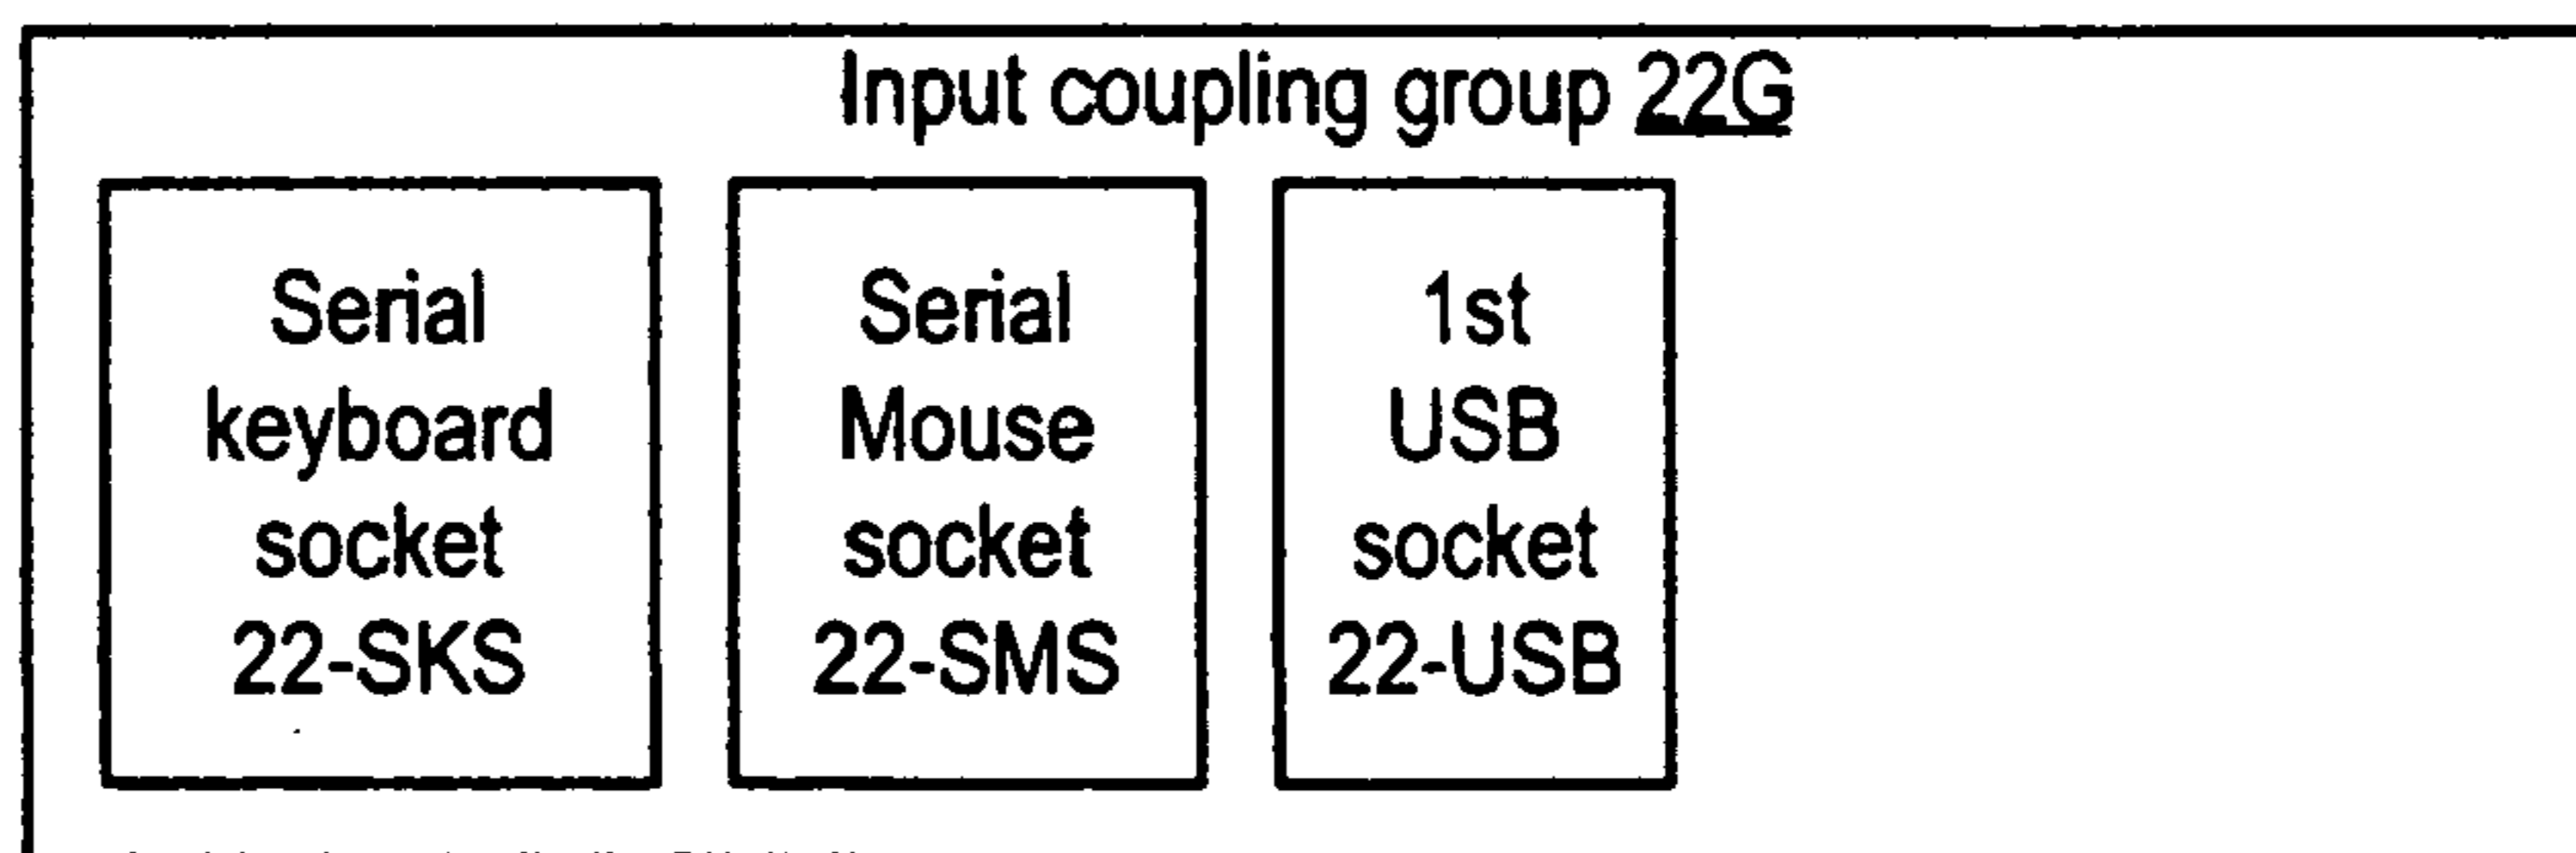 Input coupling group 22G
Serial
keyboard
socket
22-SKS
Serial
Mouse
socket
22-SMS
1st
USB
socket
22-USB